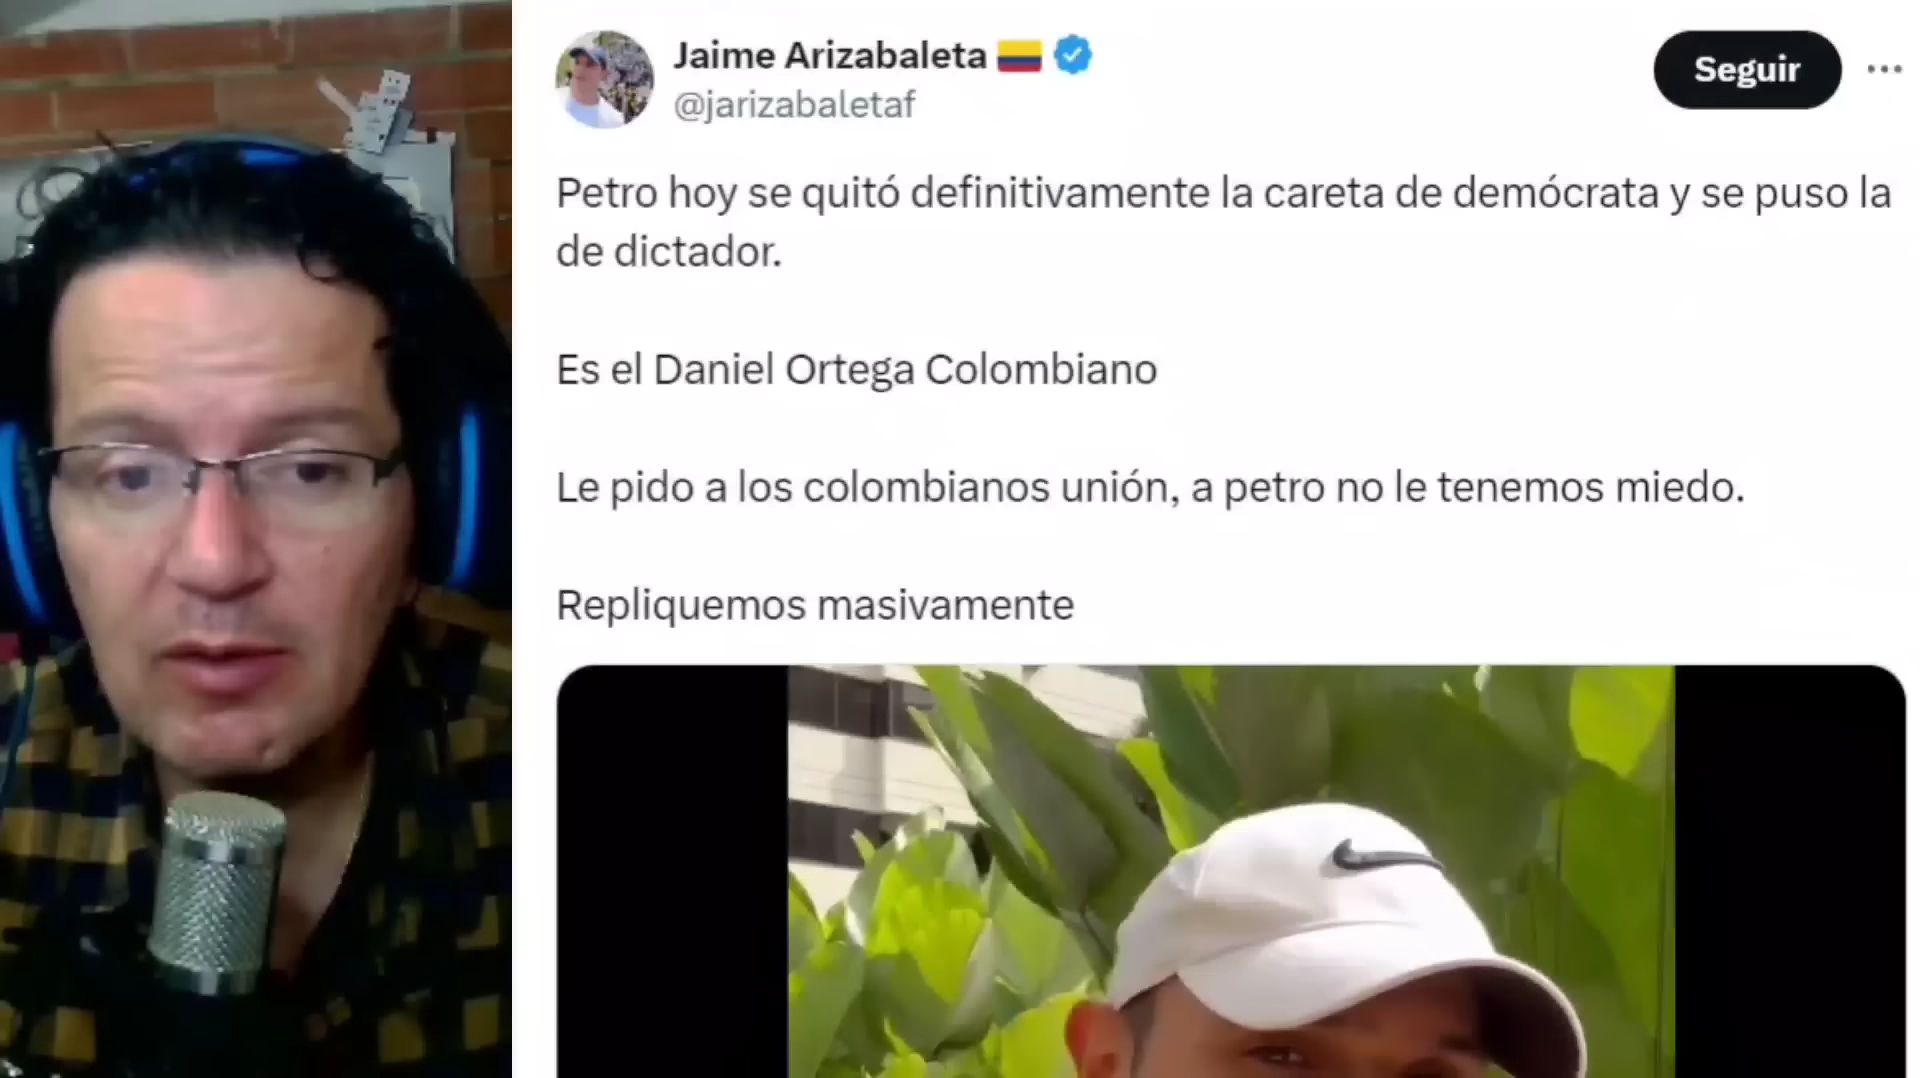 Jaime Arizabaleta 🇨🇴
Seguir
@jarizabaletaf
Petro hoy se quitó definitivamente la careta de demócrata y se puso la
de dictador.
Es el Daniel Ortega Colombiano
Le pido a los colombianos unión, a petro no le tenemos miedo.
Repliquemos masivamente